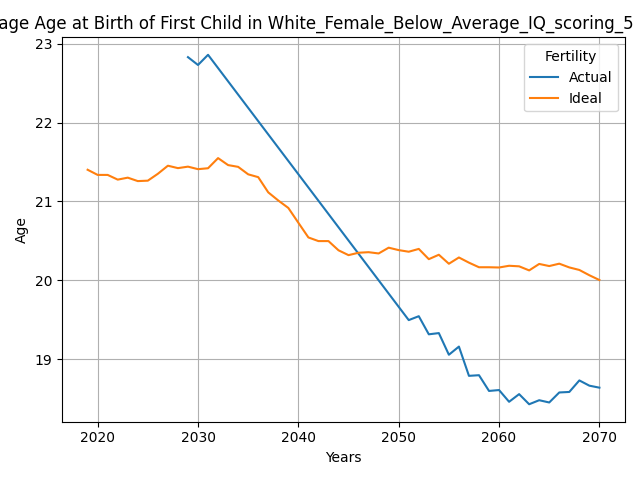 age Age at Birth of First Child in White_Female_Below_Average_IQ_scoring_5
Fertility
Actual
Ideal
Age
23
22
21
20
19
2020 2030 2040 2050 2060 2070
Years